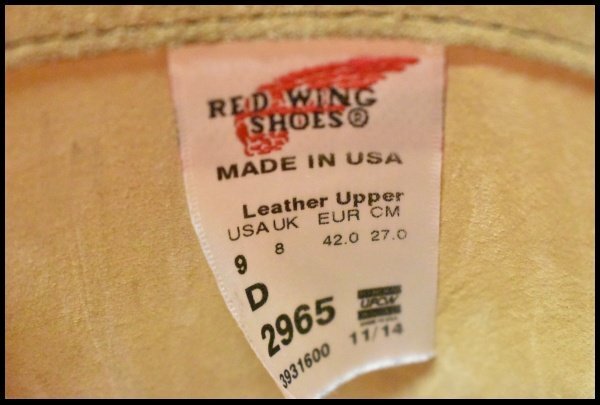 RED WING
SHOES®
MADE IN USA
Leather Upper
USA UK EUR CM
9 8 42.0 27.0
D
2965 UFCW
3931600 11/14